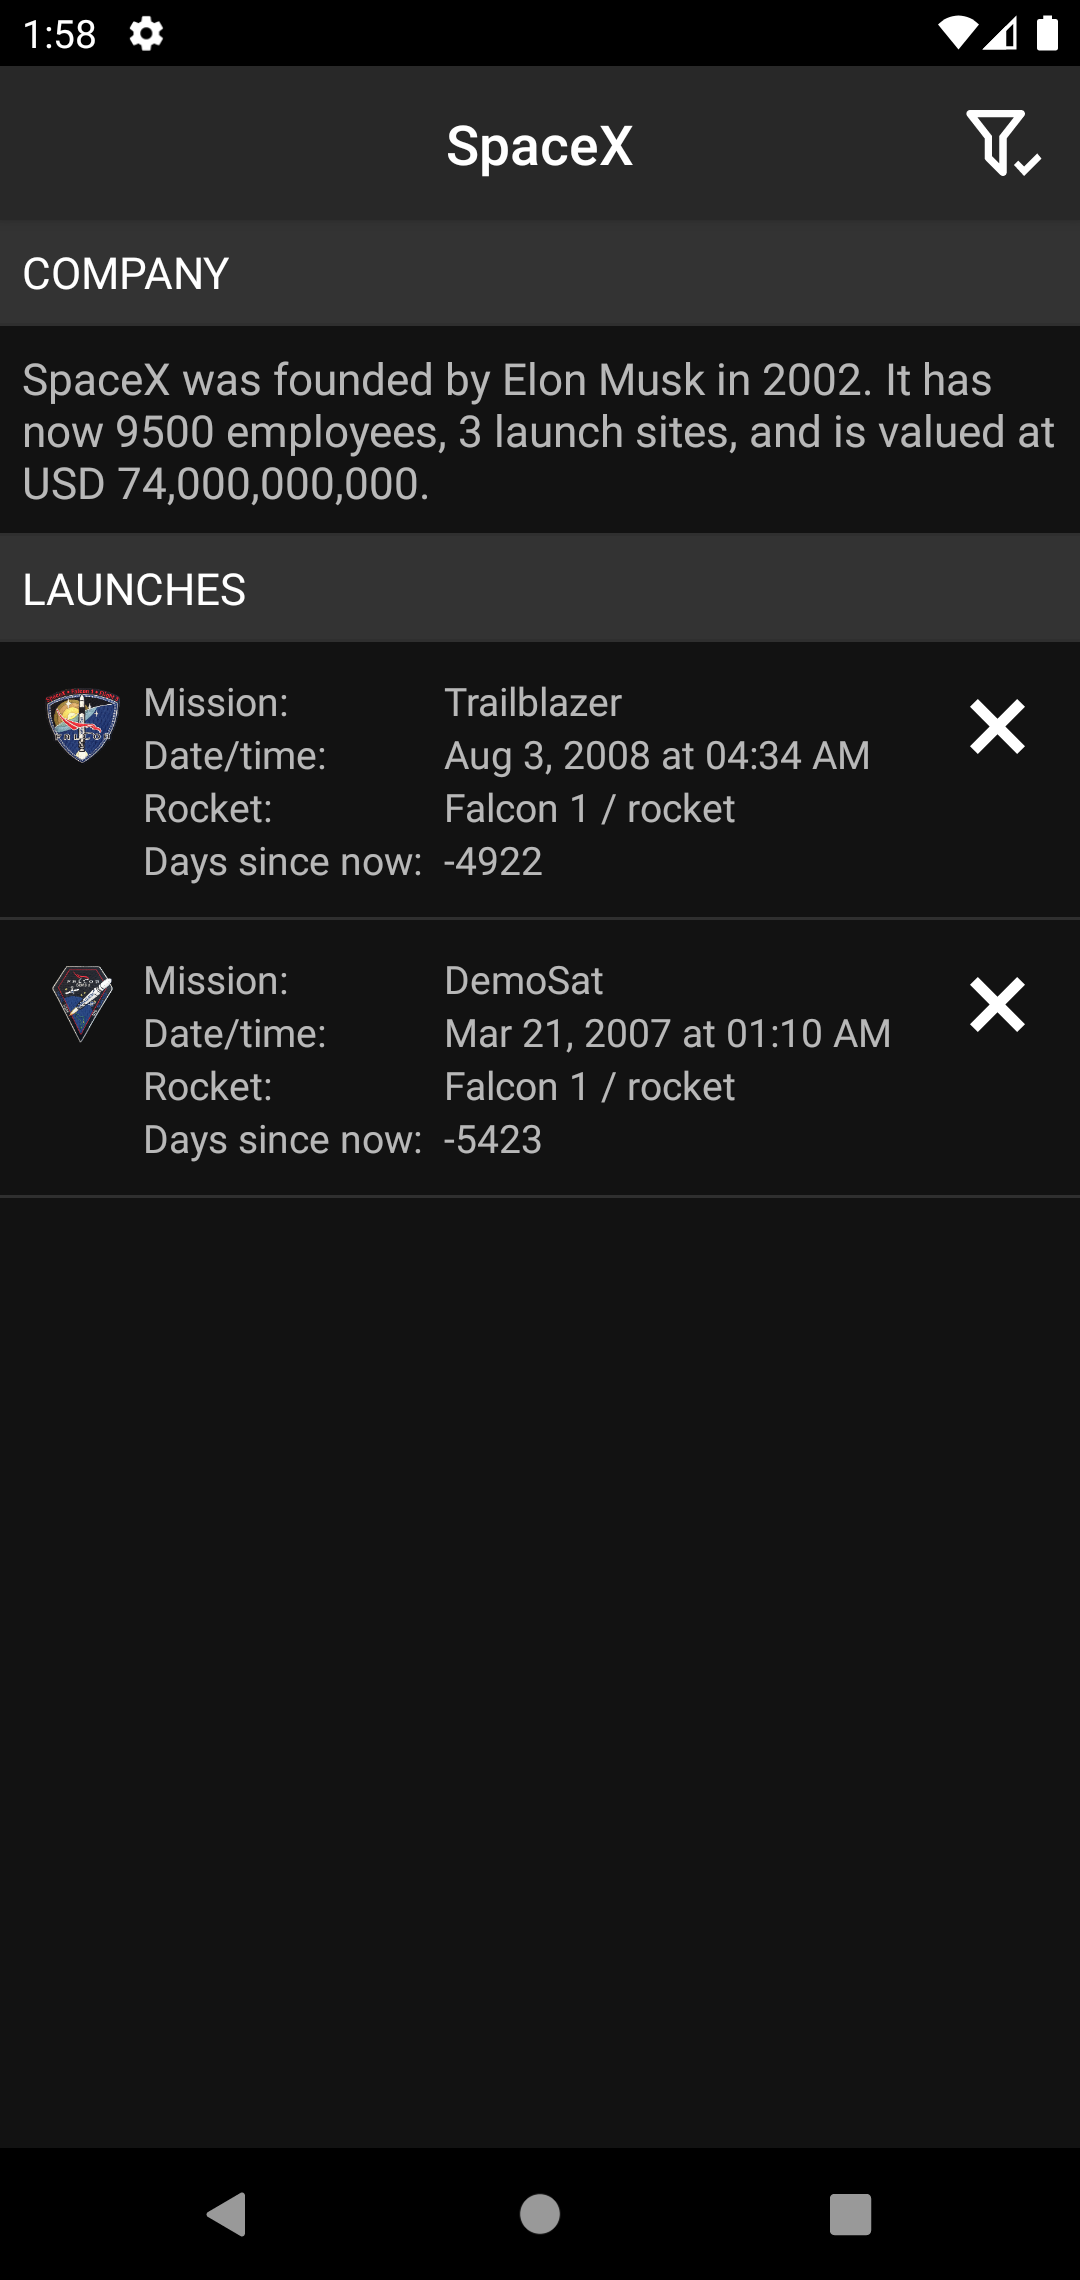 1:58
SpaceX
COMPANY
SpaceX was founded by Elon Musk in 2002. It has
now 9500 employees, 3 launch sites, and is valued at
USD 74,000,000,000.
LAUNCHES
Mission: Trailblazer
Date/time: Aug 3, 2008 at 04:34 AM
Rocket: Falcon 1 / rocket
Days since now: -4922
Mission: DemoSat
Date/time: Mar 21, 2007 at 01:10 AM
Rocket: Falcon 1 / rocket
Days since now: -5423